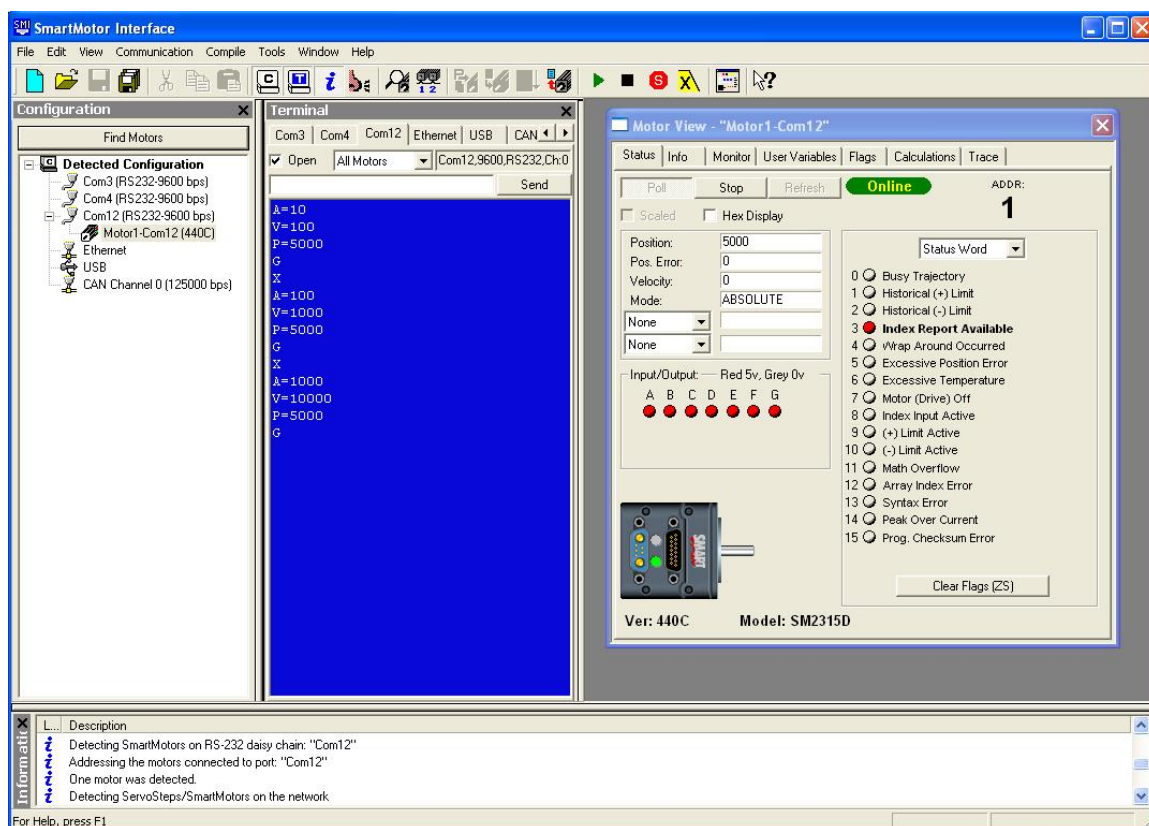 SMI SmartMotor Interface
File Edit View Communication Compile Tools Window Help
Configuration
Find Motors
Detected Configuration
Com3 (RS232-9600 bps)
Com4 (RS232-9600 bps)
Com12 (RS232-9600 bps)
Motor1-Com12 (440C)
Ethernet
USB
CAN Channel 0 (125000 bps)
Terminal
Com3 Com4 Com12 Ethernet USB CAN
Open All Motors Com12,9600,RS232,Ch:0
Send
A=10
V=100
P=5000
G
X
A=100
V=1000
P=5000
G
X
A=1000
V=10000
P=5000
G
Motor View - "Motor1-Com12"
Status Info Monitor User Variables Flags Calculations Trace
Poll Stop Refresh Online ADDR:
1
Scaled Hex Display
Position: 5000
Pos. Error: 0
Velocity: 0
Mode: ABSOLUTE
None
None
Input/Output: Red 5v, Grey 0v
A B C D E F G
Status Word
0 Busy Trajectory
1 Historical (+) Limit
2 Historical (-) Limit
3 Index Report Available
4 Wrap Around Occurred
5 Excessive Position Error
6 Excessive Temperature
7 Motor (Drive) Off
8 Index Input Active
9 (+) Limit Active
10 (-) Limit Active
11 Math Overflow
12 Array Index Error
13 Syntax Error
14 Peak Over Current
15 Prog. Checksum Error
Clear Flags (ZS)
SMART
Ver: 440C Model: SM2315D
L... Description
Detecting SmartMotors on RS-232 daisy chain: "Com12"
Addressing the motors connected to port: "Com12"
One motor was detected.
Detecting ServoSteps/SmartMotors on the network
Informatic
For Help, press F1